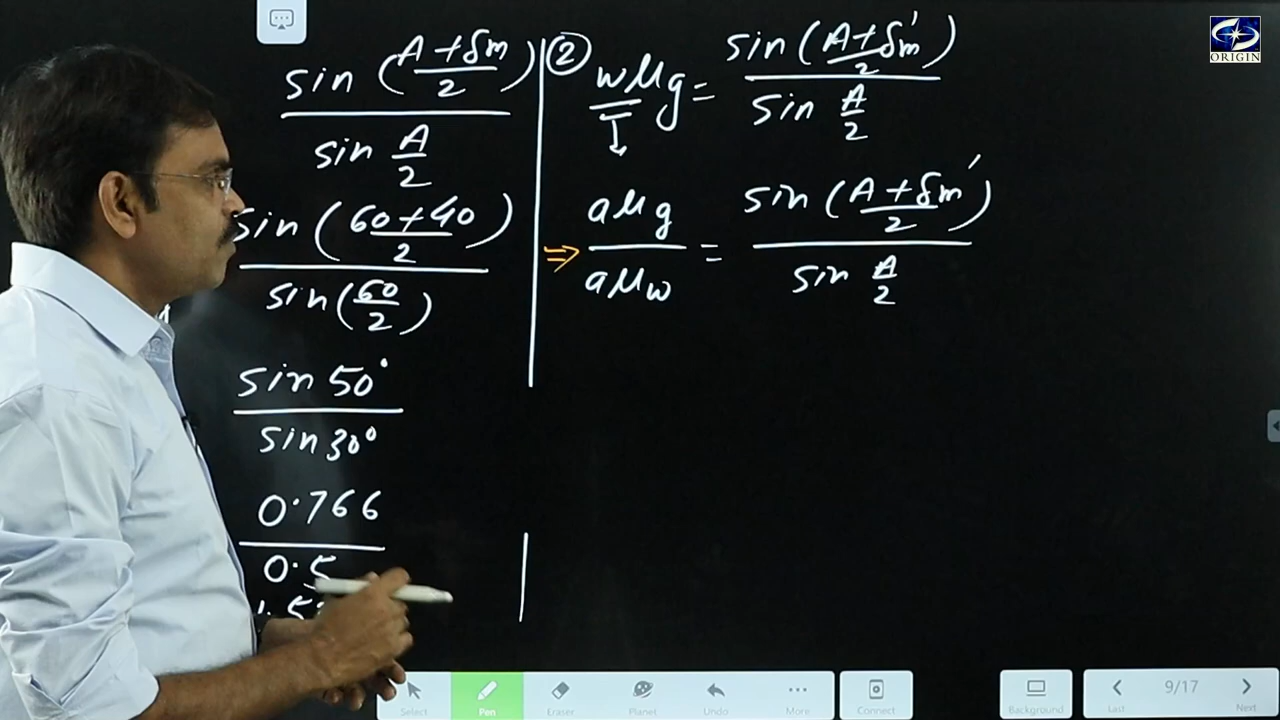 sin (A+δm/2)
sin A/2
sin (60+40/2)
sin (60/2)
sin 50°
sin 30°
0.766
0.5
② wμg = sin (A+δm'/2)
sin A/2
⇒ aμg/aμw = sin (A+δm'/2)
sin A/2
ORIGIN
Select
Pen
Eraser
Planet
Undo
More
Connect
Background
Last
9/17
Next